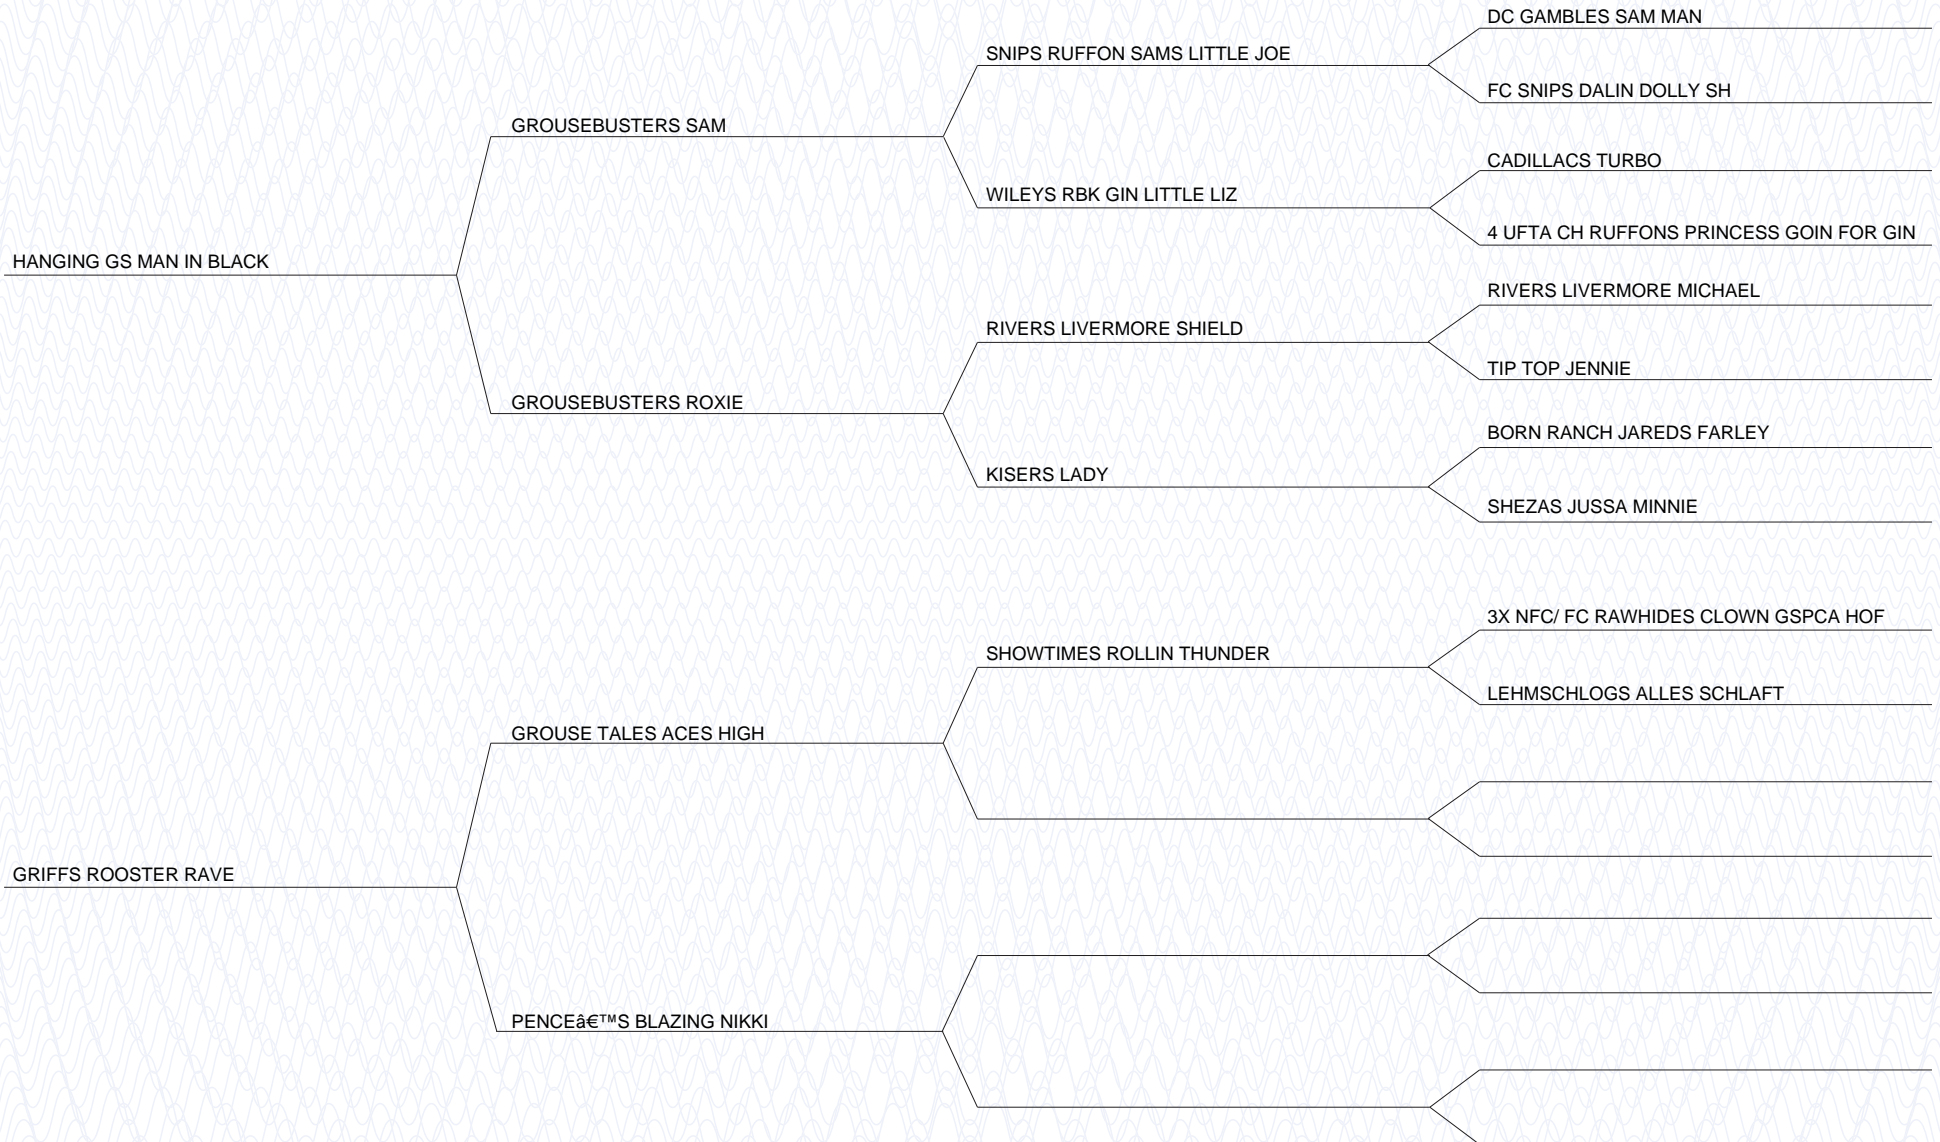 DC GAMBLES SAM MAN
SNIPS RUFFON SAMS LITTLE JOE
FC SNIPS DALIN DOLLY SH
GROUSEBUSTERS SAM
CADILLACS TURBO
WILEYS RBK GIN LITTLE LIZ
4 UFTA CH RUFFONS PRINCESS GOIN FOR GIN
HANGING GS MAN IN BLACK
RIVERS LIVERMORE MICHAEL
RIVERS LIVERMORE SHIELD
TIP TOP JENNIE
GROUSEBUSTERS ROXIE
BORN RANCH JAREDS FARLEY
KISERS LADY
SHEZAS JUSSA MINNIE
3X NFC/ FC RAWHIDES CLOWN GSPCA HOF
SHOWTIMES ROLLIN THUNDER
LEHMSCHLOGS ALLES SCHLAFT
GROUSE TALES ACES HIGH
GRIFFS ROOSTER RAVE
PENCEâ€™S BLAZING NIKKI